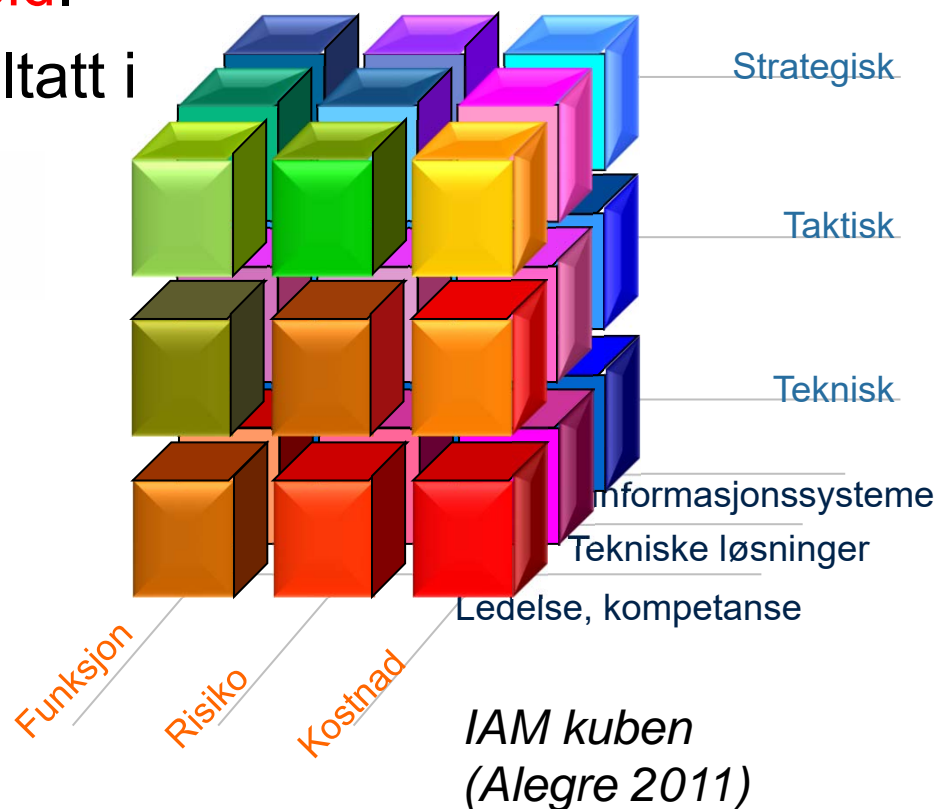 ltatt i
Strategisk
Taktisk
Teknisk
nformasjonssysteme
Tekniske løsninger
Ledelse, kompetanse
Funksjon
Risiko
Kostnad
IAM kuben
(Alegre 2011)